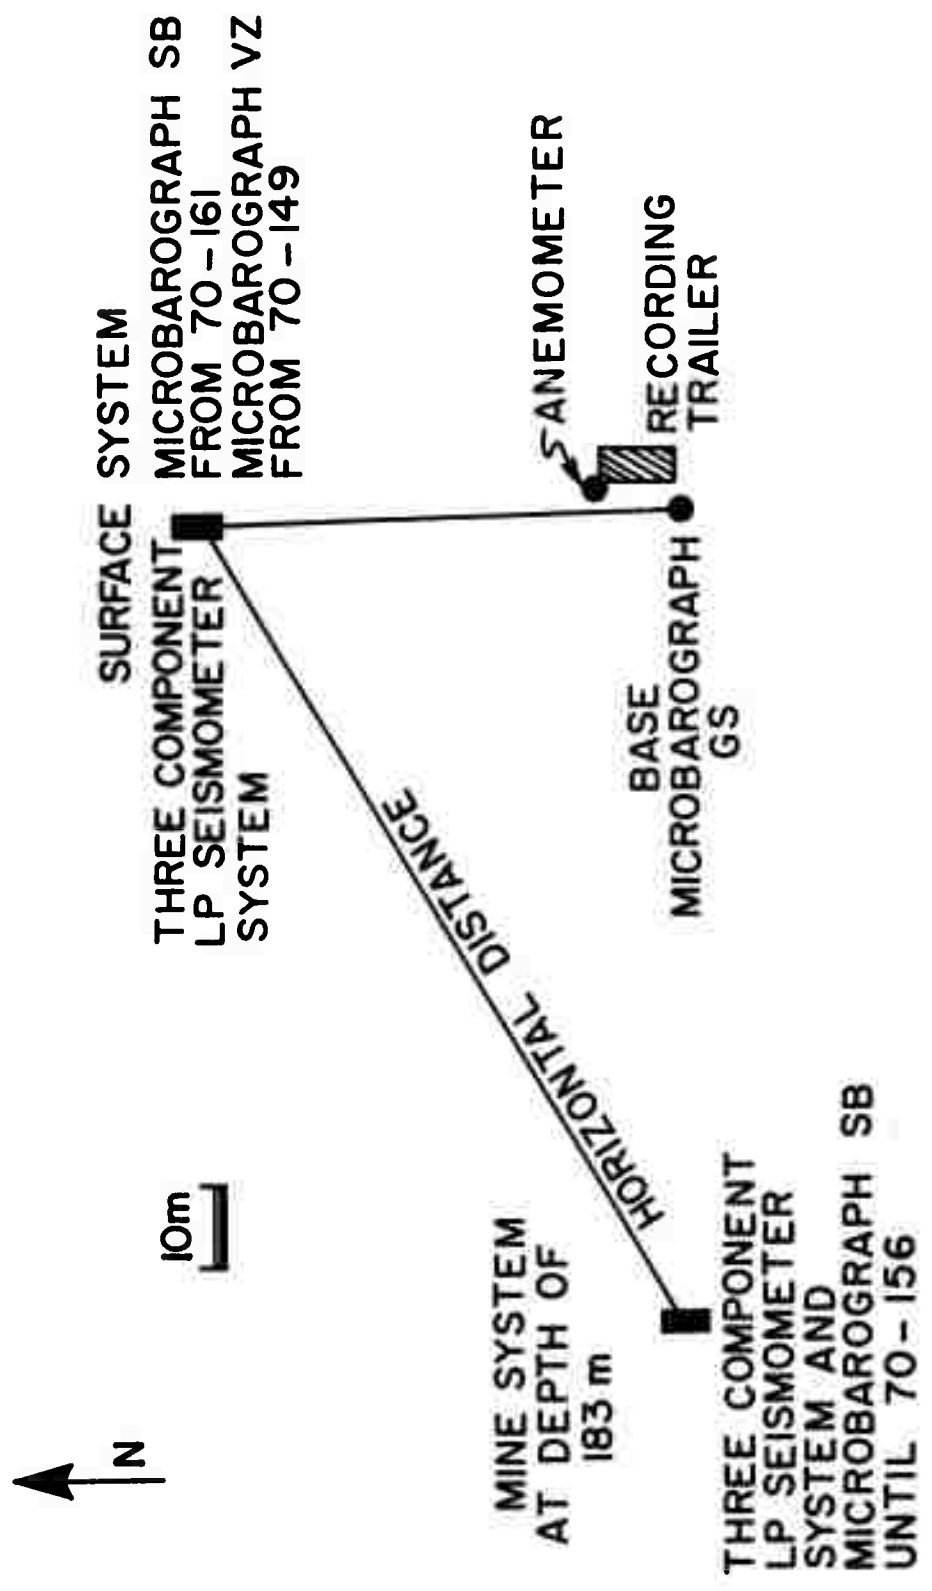 N
10m
SURFACE SYSTEM
THREE COMPONENT
LP SEISMOMETER
SYSTEM
MICROBAROGRAPH SB
FROM 70-161
MICROBAROGRAPH VZ
FROM 70-149
HORIZONTAL DISTANCE
MINE SYSTEM
AT DEPTH OF
183 m
THREE COMPONENT
LP SEISMOMETER
SYSTEM AND
MICROBAROGRAPH SB
UNTIL 70-156
BASE
MICROBAROGRAPH
GS
ANEMOMETER
RECORDING
TRAILER